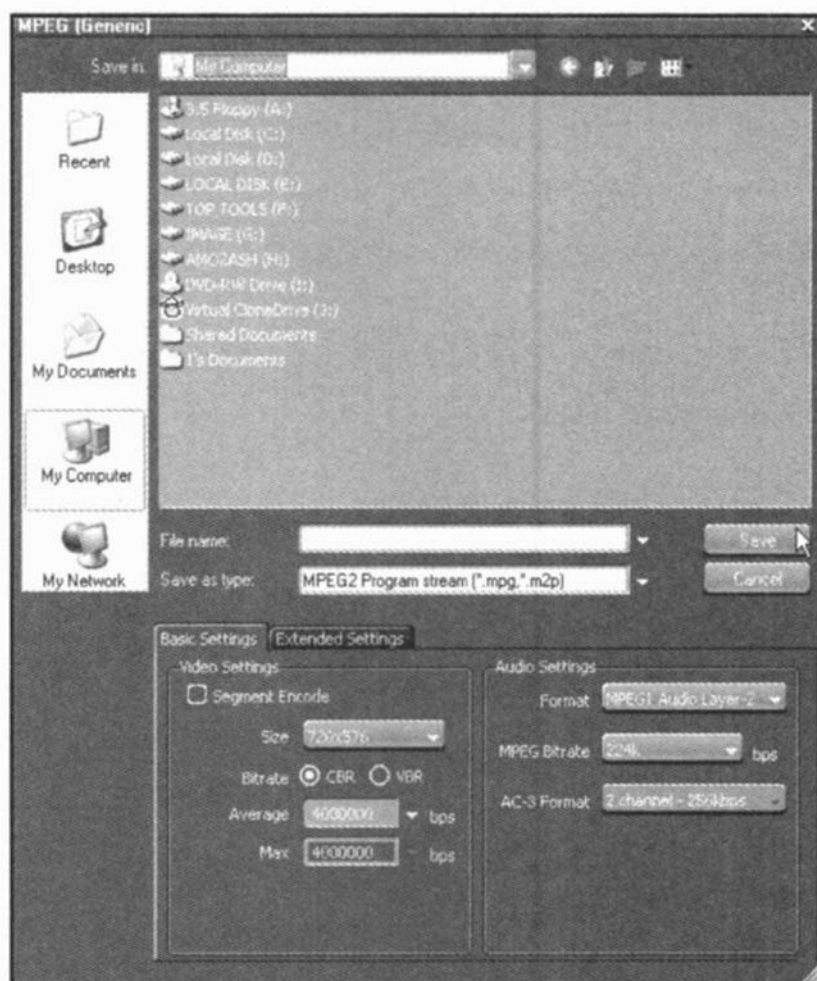 MPEG (Generic)
Save in:
My Computer
Recent
Desktop
My Documents
My Computer
My Network
3.5 Floppy (A:)
Local Disk (C:)
Local Disk (D:)
LOCAL DISK (E:)
TOP TOOLS (F:)
IMAGE (G:)
AMOZASH (H:)
DVD+RW Drive (I:)
Virtual CloneDrive (J:)
Shared Documents
1's Documents
File name:
Save
Save as type: MPEG2 Program stream (*.mpg,*.m2p)
Cancel
Basic Settings Extended Settings
Video Settings
Segment Encode
Size 720x576
Bitrate CBR VBR
Average 4000000 bps
Max 4000000 bps
Audio Settings
Format MPEG1 Audio Layer-2
MPEG Bitrate 224k bps
AC-3 Format 2 channel - 256kbps